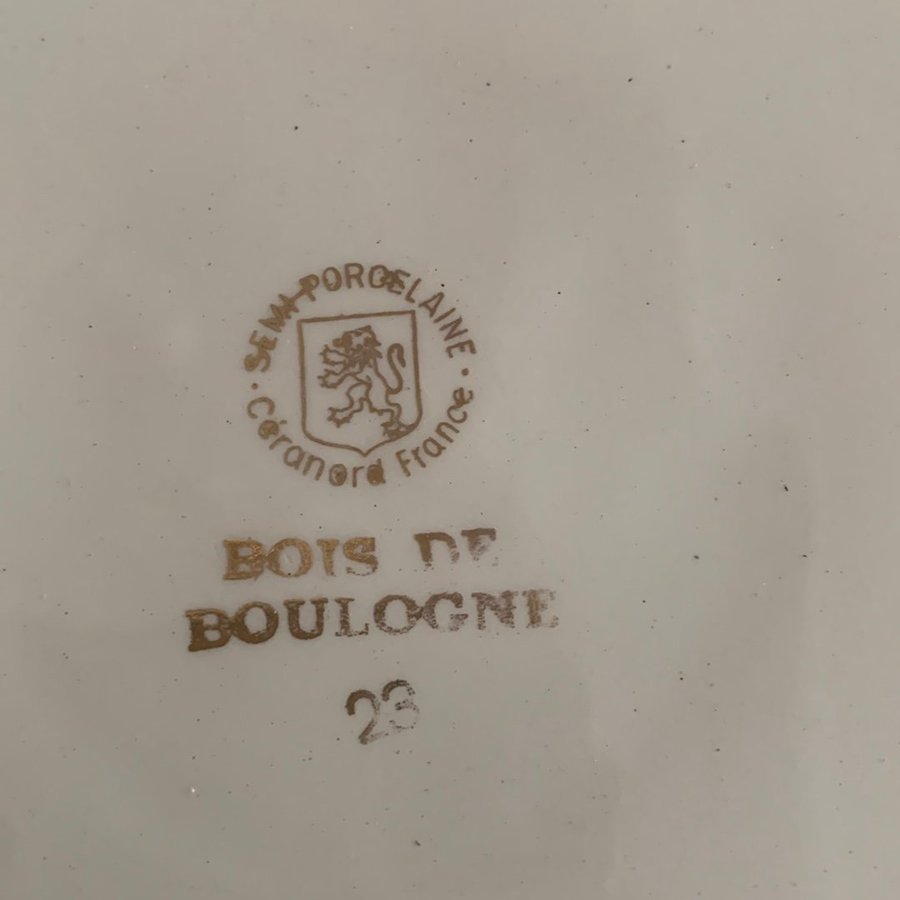 SEMI-PORCELAINE
· Céranord France ·
BOIS DE
BOULOGNE
23